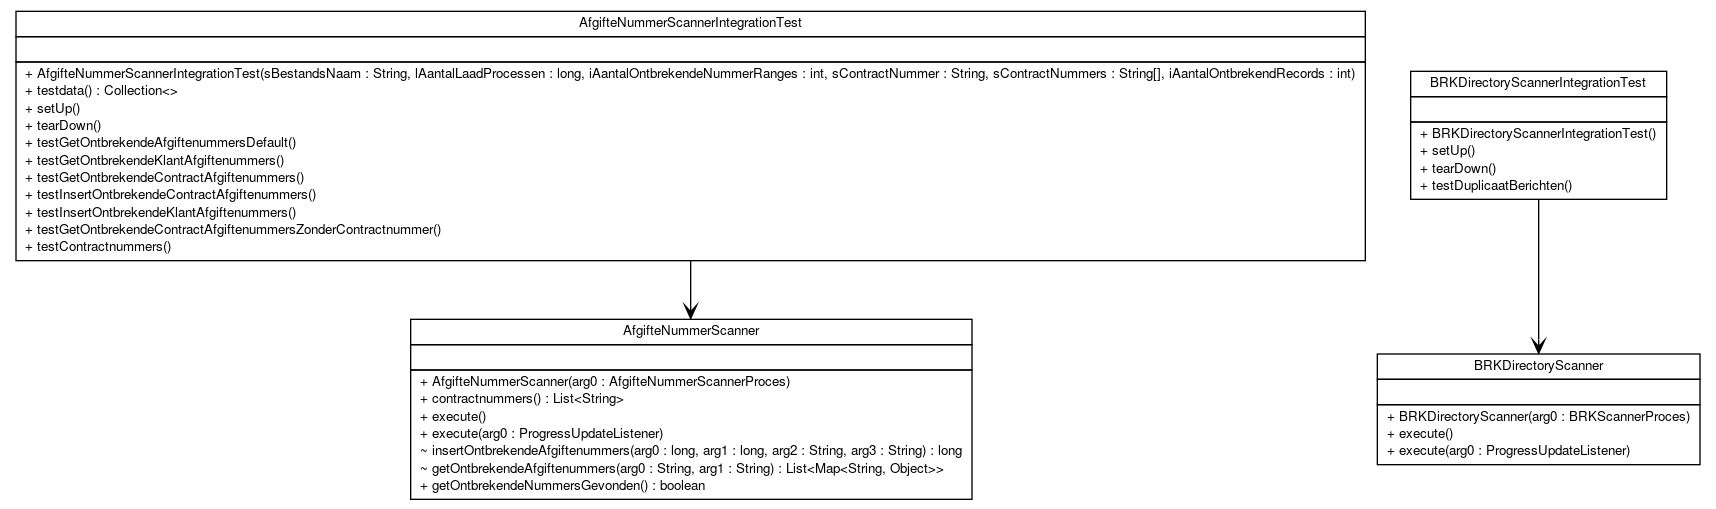 AfgifteNummerScannerIntegrationTest
+ AfgifteNummerScannerIntegrationTest(sBestandsNaam : String, lAantalLaadProcessen : long, iAantalOntbrekendeNummerRanges : int, sContractNummer : String, sContractNummers : String[], iAantalOntbrekendRecords : int)
+ testdata() : Collection<>
+ setUp()
+ tearDown()
+ testGetOntbrekendeAfgiftenummersDefault()
+ testGetOntbrekendeKlantAfgiftenummers()
+ testGetOntbrekendeContractAfgiftenummers()
+ testInsertOntbrekendeContractAfgiftenummers()
+ testInsertOntbrekendeKlantAfgiftenummers()
+ testGetOntbrekendeContractAfgiftenummersZonderContractnummer()
+ testContractnummers()
BRKDirectoryScannerIntegrationTest
+ BRKDirectoryScannerIntegrationTest()
+ setUp()
+ tearDown()
+ testDuplicaatBerichten()
AfgifteNummerScanner
+ AfgifteNummerScanner(arg0 : AfgifteNummerScannerProces)
+ contractnummers() : List<String>
+ execute()
+ execute(arg0 : ProgressUpdateListener)
~ insertOntbrekendeAfgiftenummers(arg0 : long, arg1 : long, arg2 : String, arg3 : String) : long
~ getOntbrekendeAfgiftenummers(arg0 : String, arg1 : String) : List<Map<String, Object>>
+ getOntbrekendeNummersGevonden() : boolean
BRKDirectoryScanner
+ BRKDirectoryScanner(arg0 : BRKScannerProces)
+ execute()
+ execute(arg0 : ProgressUpdateListener)